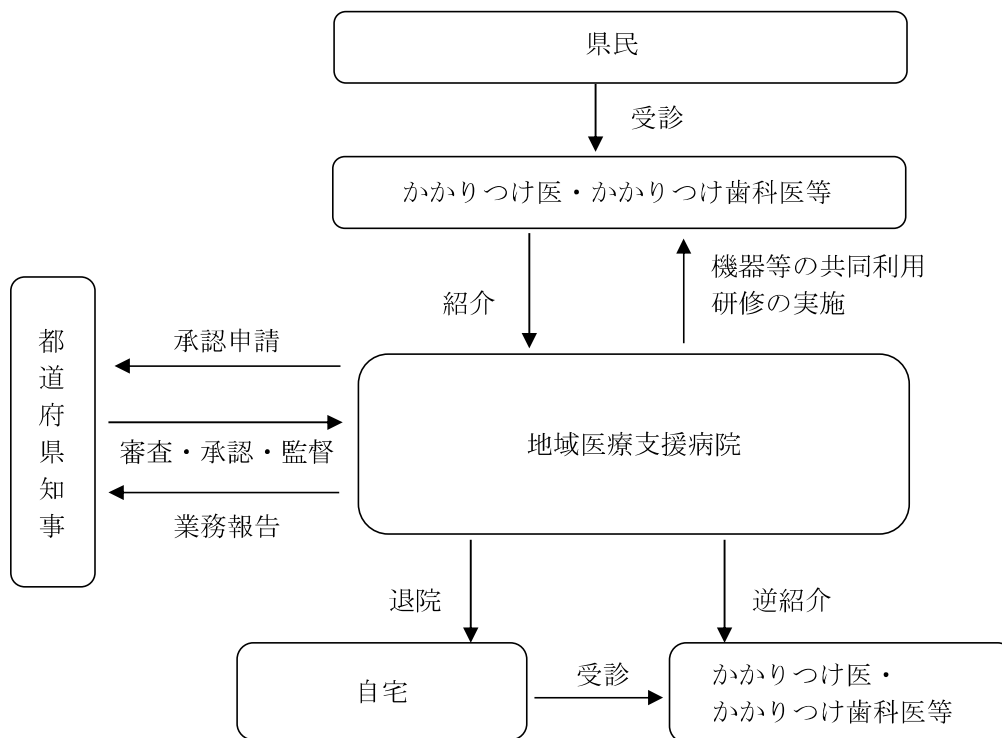 県民
受診
かかりつけ医・かかりつけ歯科医等
機器等の共同利用
研修の実施
紹介
都道府県知事
承認申請
審査・承認・監督
業務報告
地域医療支援病院
退院
逆紹介
自宅
受診
かかりつけ医・
かかりつけ歯科医等